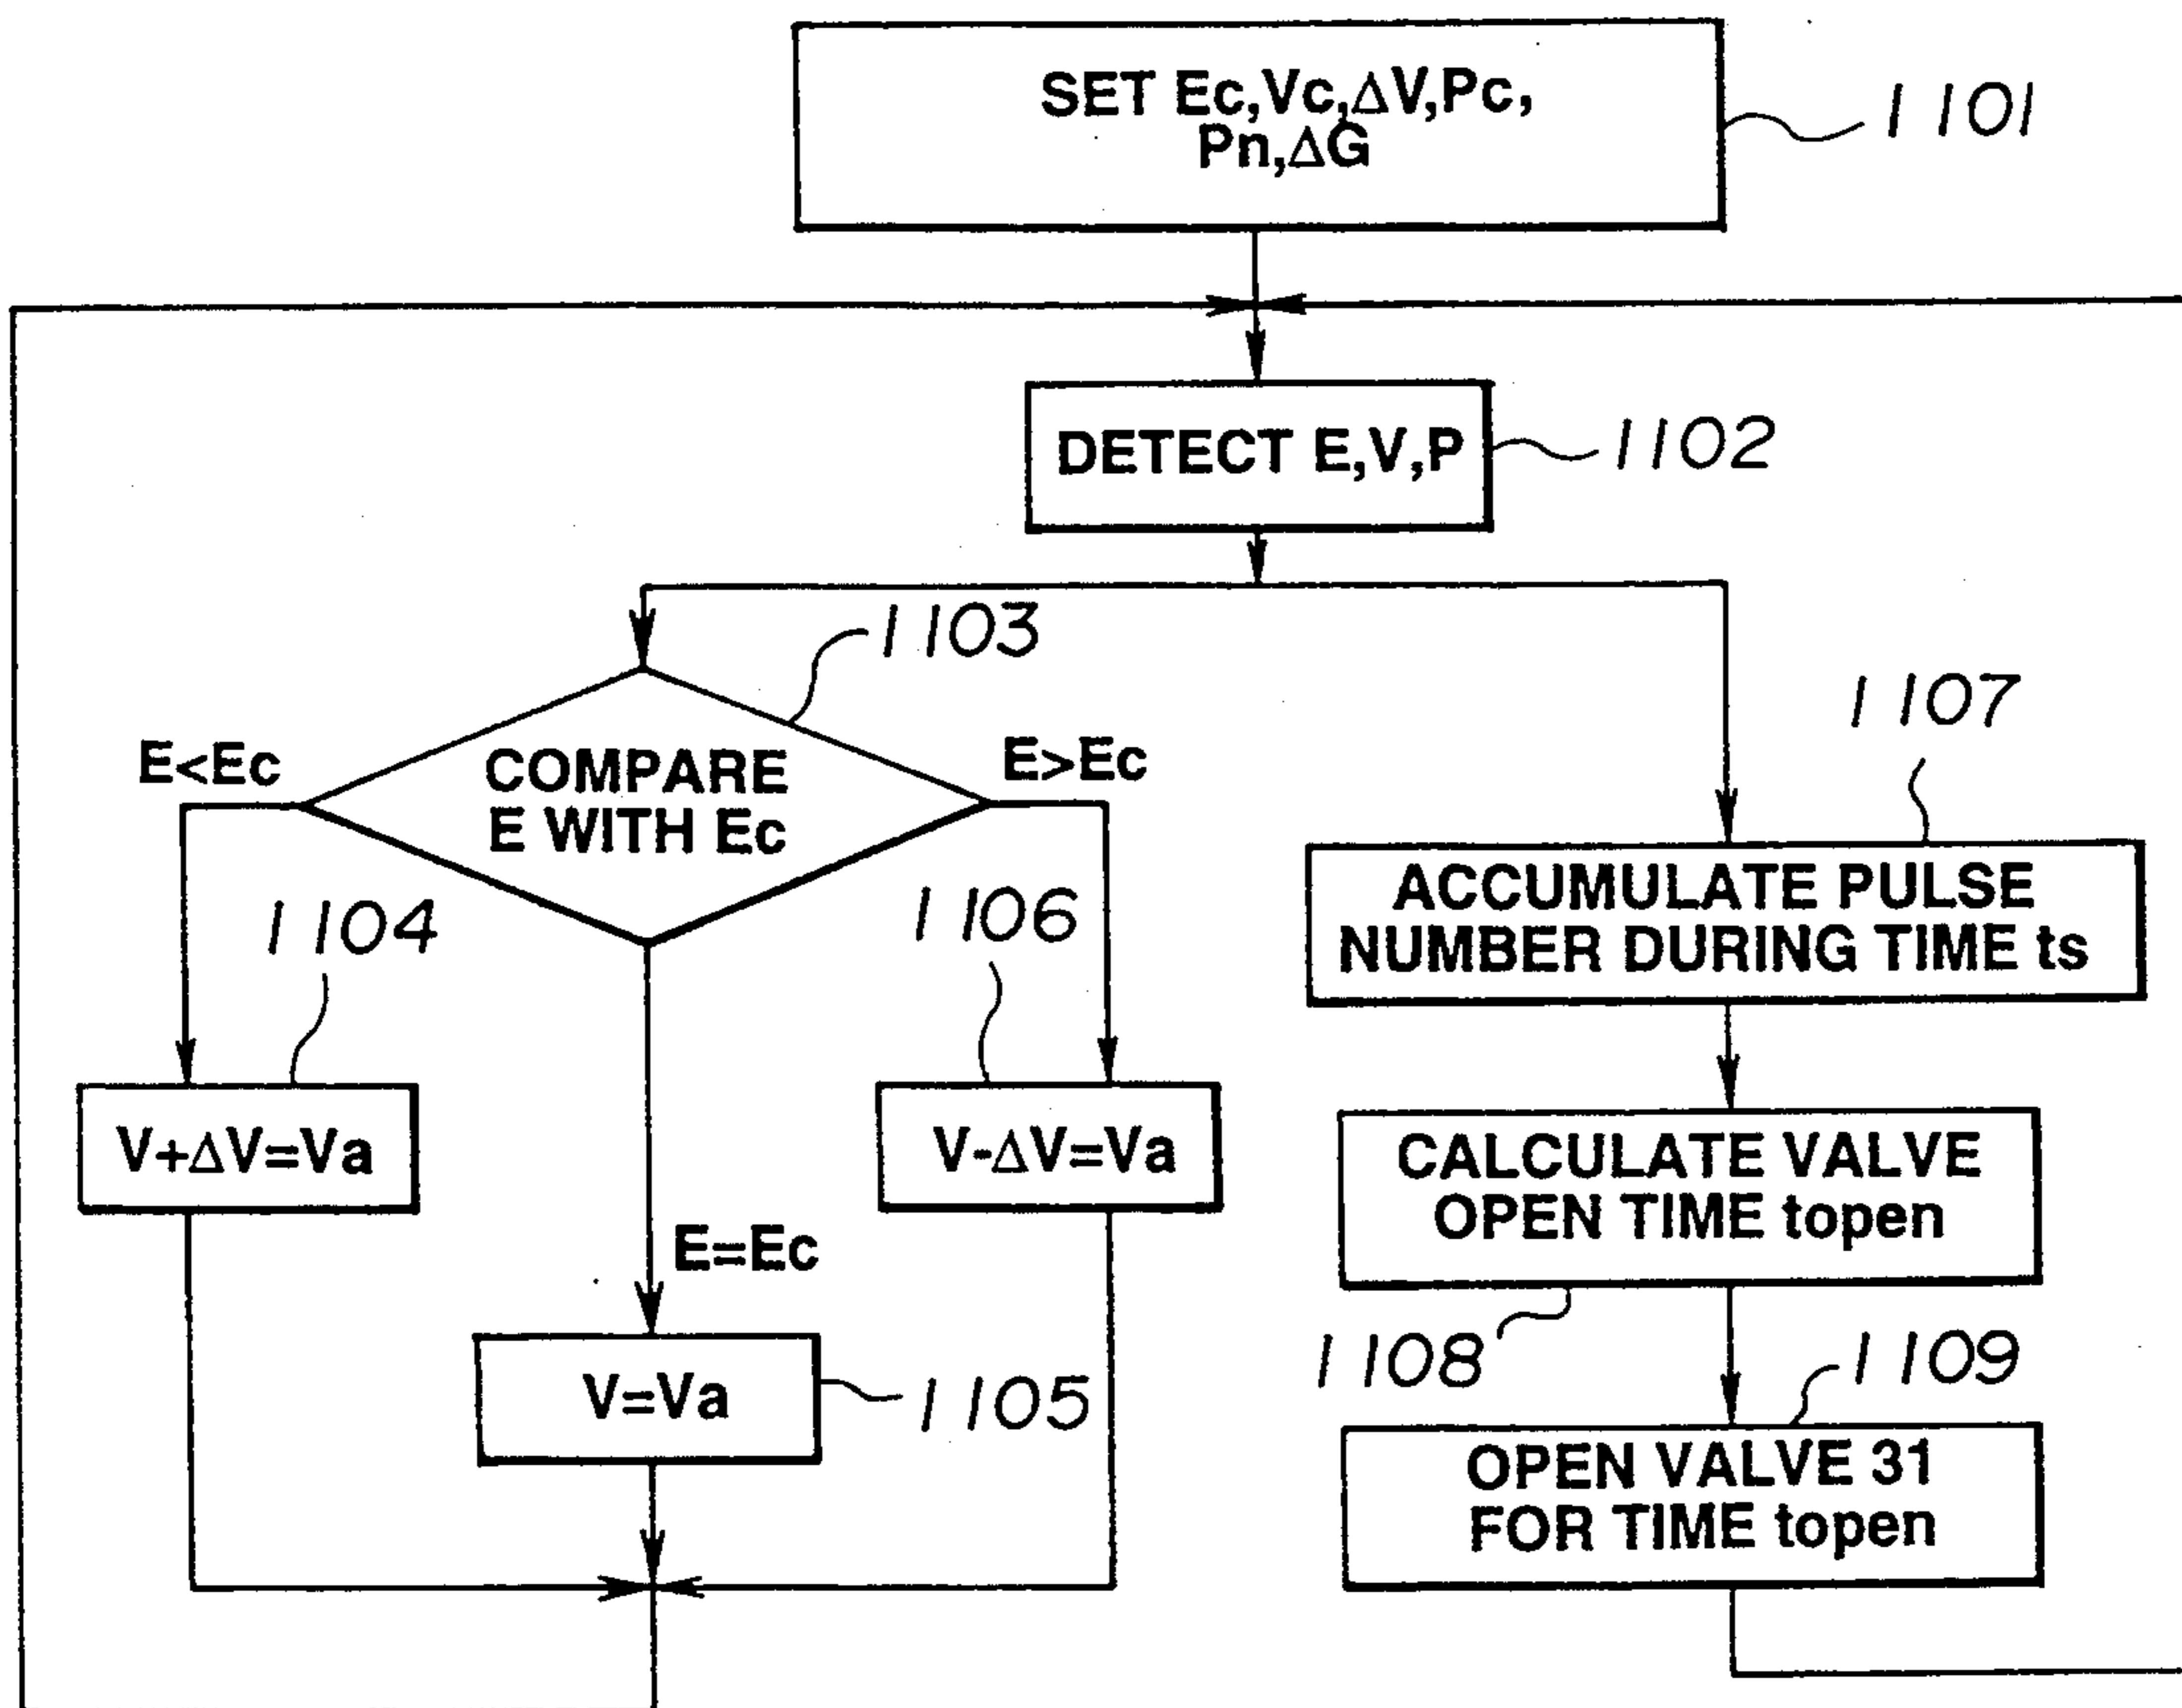 SET Ec,Vc,ΔV,Pc,
Pn,ΔG
1101
DETECT E,V,P
1102
1103
COMPARE
E WITH Ec
E<Ec
E>Ec
1104
V+ΔV=Va
E=Ec
V=Va
1105
1106
V-ΔV=Va
1107
ACCUMULATE PULSE
NUMBER DURING TIME ts
CALCULATE VALVE
OPEN TIME topen
1108
1109
OPEN VALVE 31
FOR TIME topen